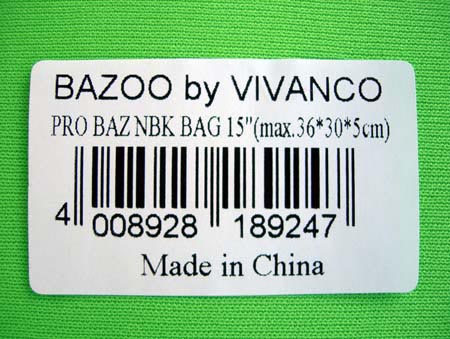 BAZOO by VIVANCO
PRO BAZ NBK BAG 15"(max.36*30*5cm)
4 008928 189247
Made in China